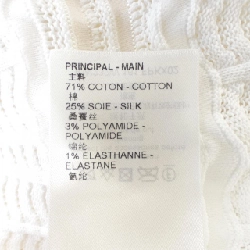 PRINCIPAL - MAIN
主料
71% COTON - COTTON
棉
25% SOIE - SILK
桑蚕丝
3% POLYAMIDE -
POLYAMIDE
锦纶
1% ELASTHANNE -
ELASTANE
氨纶